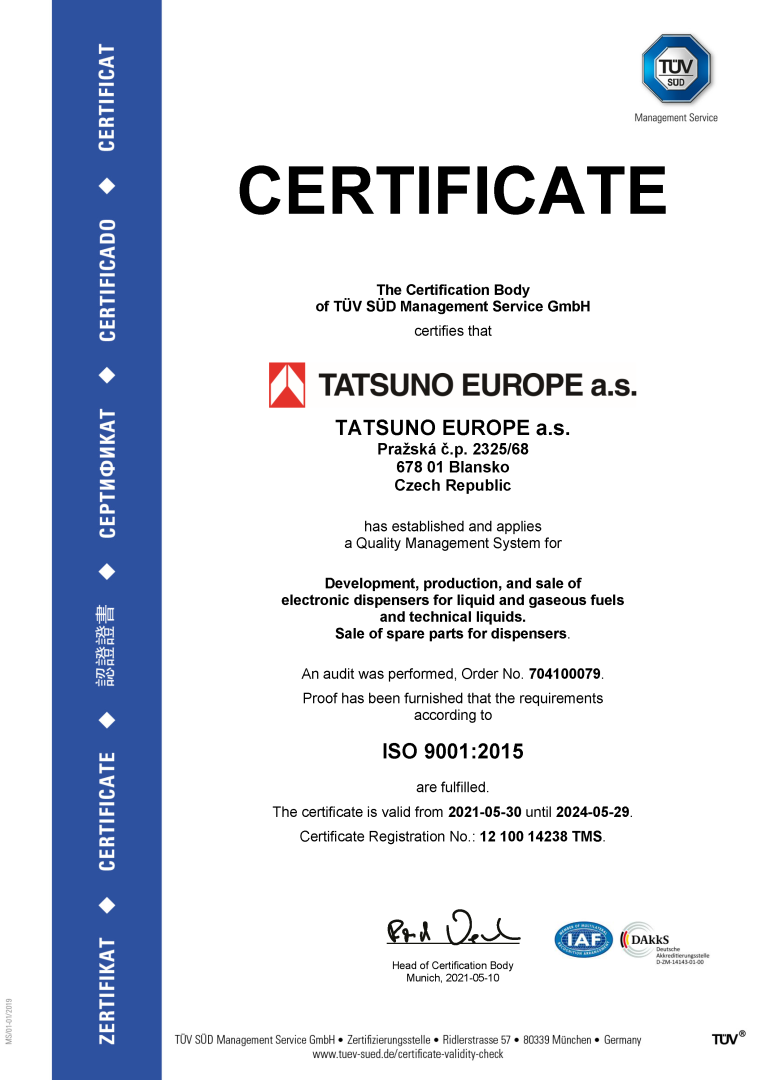 TÜV
SÜD
Management Service
CERTIFICATE
The Certification Body
of TÜV SÜD Management Service GmbH
certifies that
TATSUNO EUROPE a.s.
TATSUNO EUROPE a.s.
Pražská č.p. 2325/68
678 01 Blansko
Czech Republic
has established and applies
a Quality Management System for
Development, production, and sale of
electronic dispensers for liquid and gaseous fuels
and technical liquids.
Sale of spare parts for dispensers.
An audit was performed, Order No. 704100079.
Proof has been furnished that the requirements
according to
ISO 9001:2015
are fulfilled.
The certificate is valid from 2021-05-30 until 2024-05-29.
Certificate Registration No.: 12 100 14238 TMS.
Head of Certification Body
Munich, 2021-05-10
MEMBER OF MULTILATERAL
IAF
RECOGNITION ARRANGEMENT
DAkkS
Deutsche
Akkreditierungsstelle
D-ZM-14143-01-00
TÜV SÜD Management Service GmbH • Zertifizierungsstelle • Ridlerstrasse 57 • 80339 München • Germany
www.tuev-sued.de/certificate-validity-check
TÜV®
ZERTIFIKAT ◆ CERTIFICATE ◆ 認證證書 ◆ СЕРТИФИКАТ ◆ CERTIFICADO ◆ CERTIFICAT
MS/01-01/2019